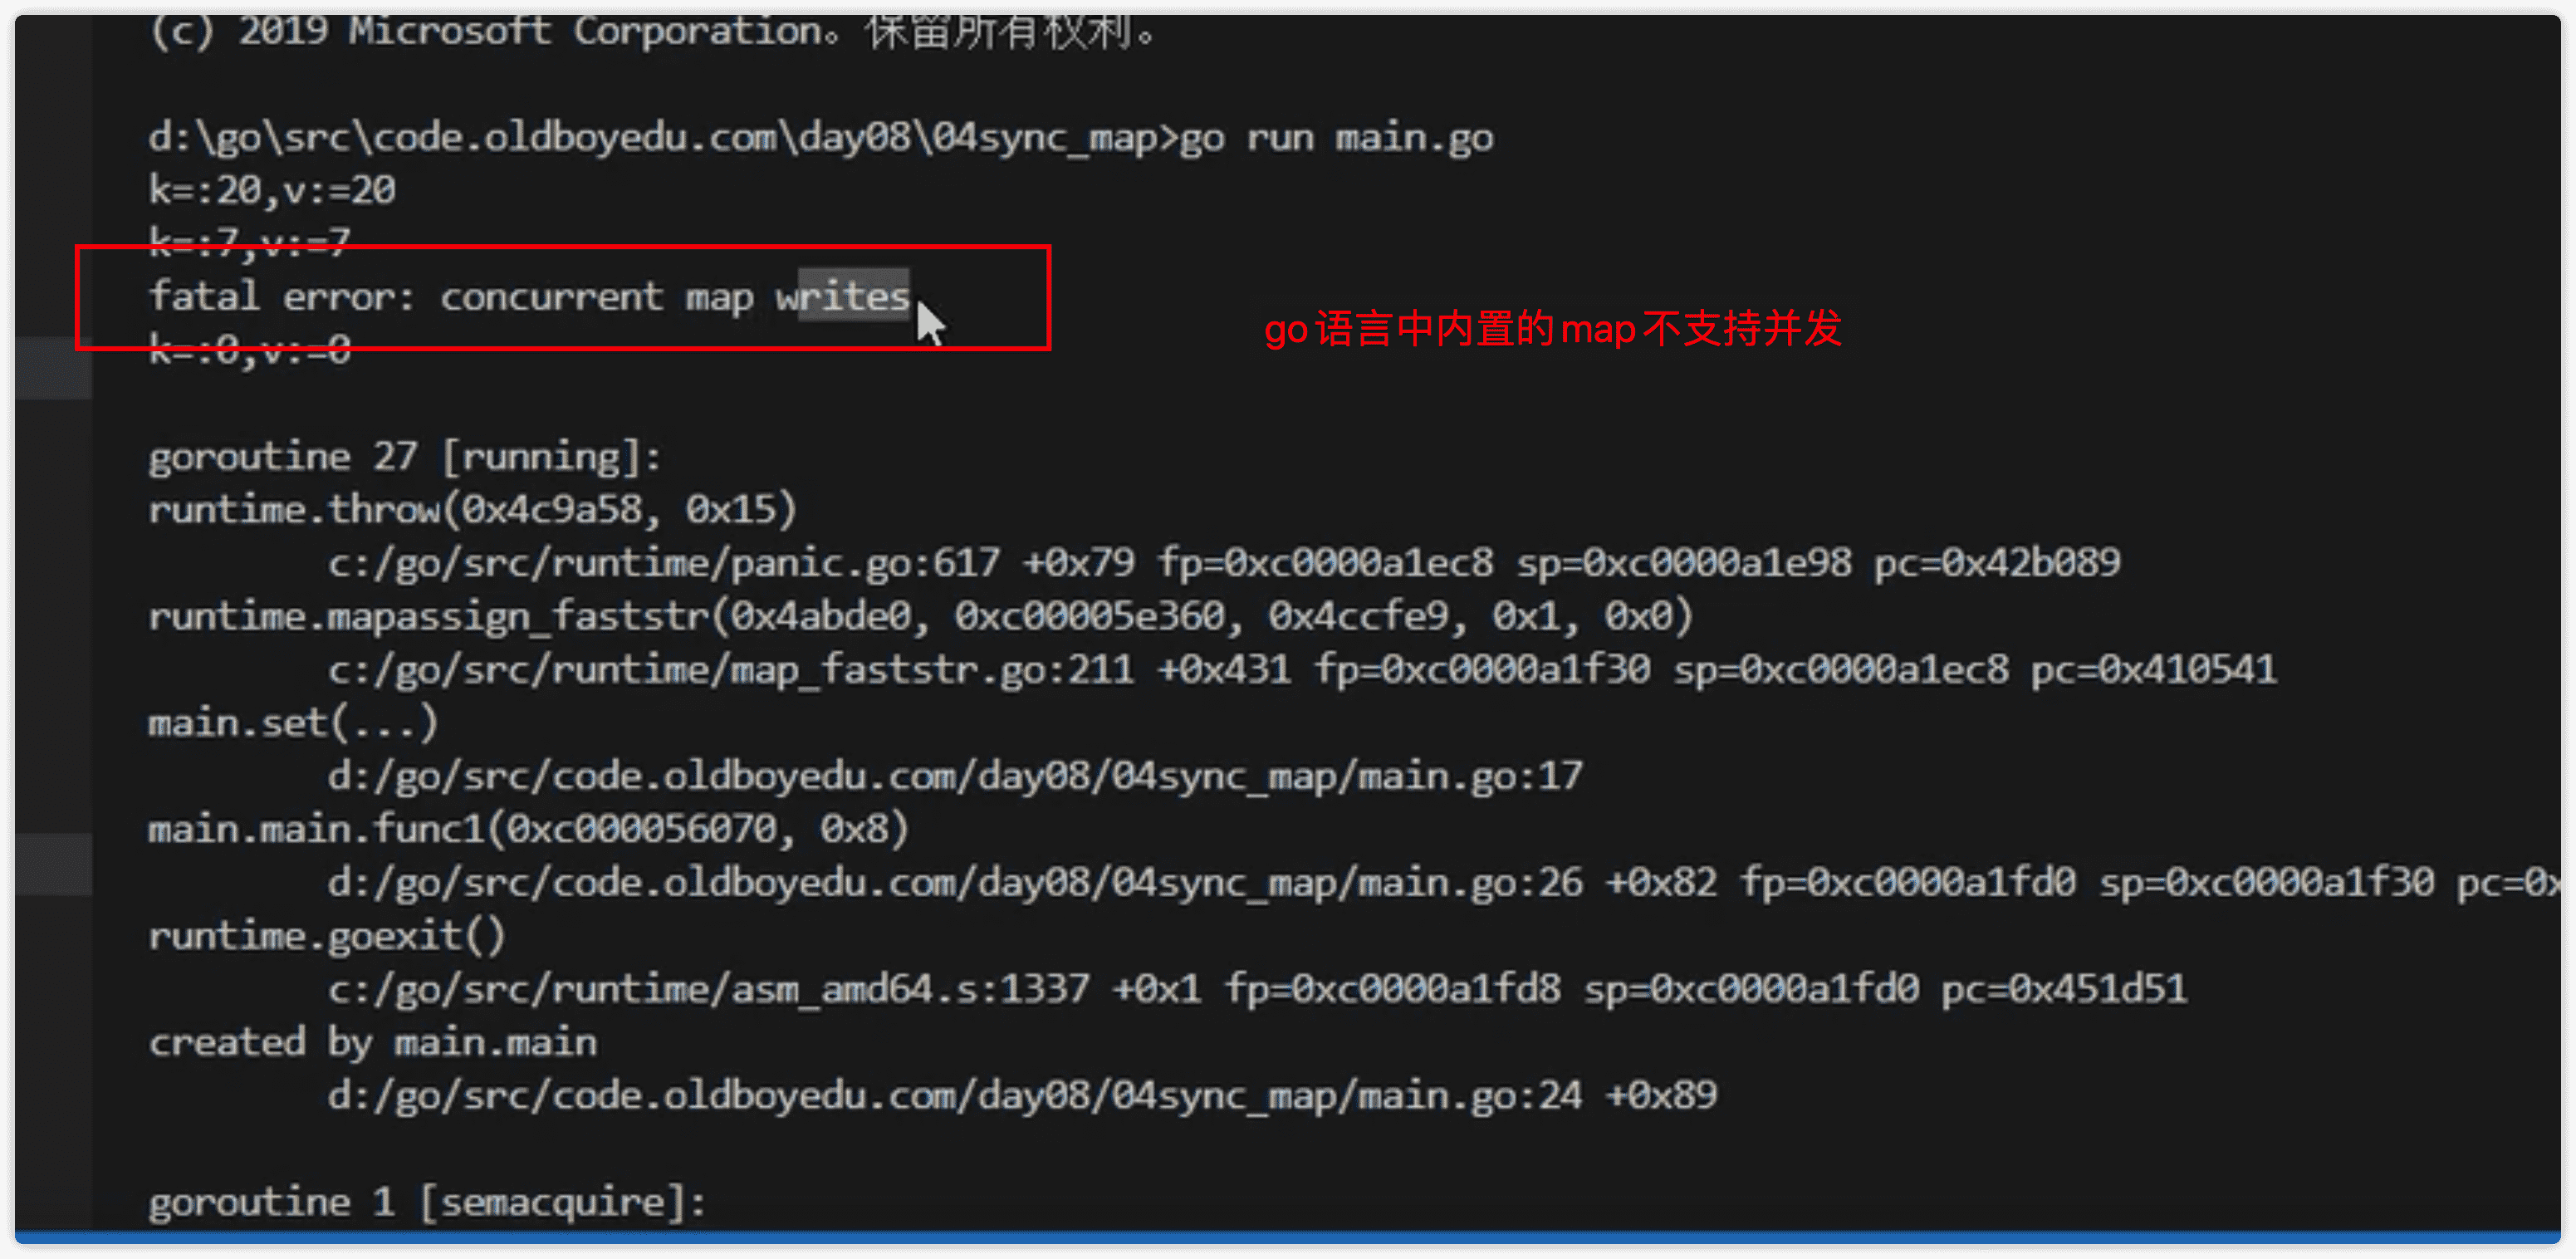 (c) 2019 Microsoft Corporation。保留所有权利。
d:\go\src\code.oldboyedu.com\day08\04sync_map>go run main.go
k=:20,v:=20
k=:7,v:=7
fatal error: concurrent map writes
go语言中内置的map不支持并发
k=:0,v:=0
goroutine 27 [running]:
runtime.throw(0x4c9a58, 0x15)
c:/go/src/runtime/panic.go:617 +0x79 fp=0xc0000a1ec8 sp=0xc0000a1e98 pc=0x42b089
runtime.mapassign_faststr(0x4abde0, 0xc00005e360, 0x4ccfe9, 0x1, 0x0)
c:/go/src/runtime/map_faststr.go:211 +0x431 fp=0xc0000a1f30 sp=0xc0000a1ec8 pc=0x410541
main.set(...)
d:/go/src/code.oldboyedu.com/day08/04sync_map/main.go:17
main.main.func1(0xc000056070, 0x8)
d:/go/src/code.oldboyedu.com/day08/04sync_map/main.go:26 +0x82 fp=0xc0000a1fd0 sp=0xc0000a1f30 pc=0x
runtime.goexit()
c:/go/src/runtime/asm_amd64.s:1337 +0x1 fp=0xc0000a1fd8 sp=0xc0000a1fd0 pc=0x451d51
created by main.main
d:/go/src/code.oldboyedu.com/day08/04sync_map/main.go:24 +0x89
goroutine 1 [semacquire]: